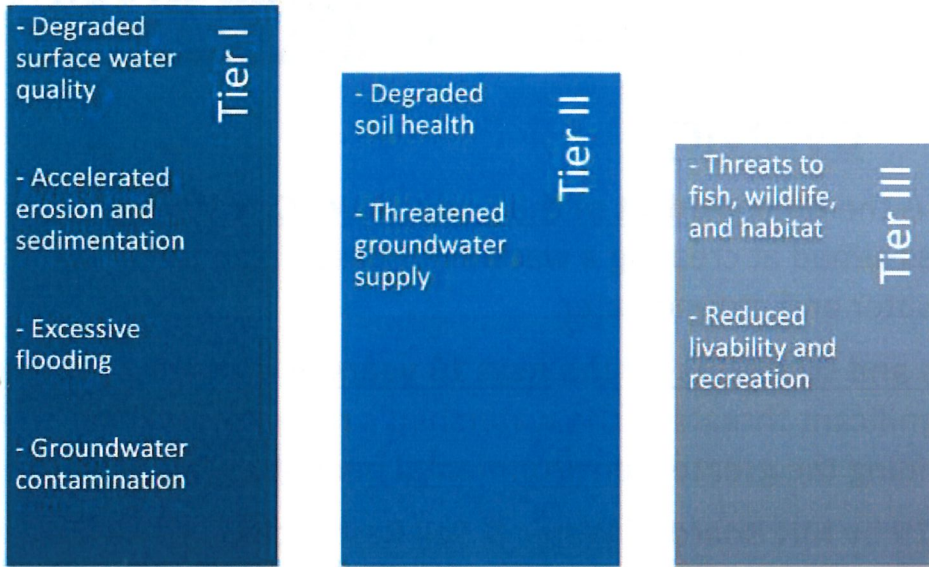 Tier I
- Degraded
surface water
quality
- Accelerated
erosion and
sedimentation
- Excessive
flooding
- Groundwater
contamination
Tier II
- Degraded
soil health
- Threatened
groundwater
supply
Tier III
- Threats to
fish, wildlife,
and habitat
- Reduced
livability and
recreation